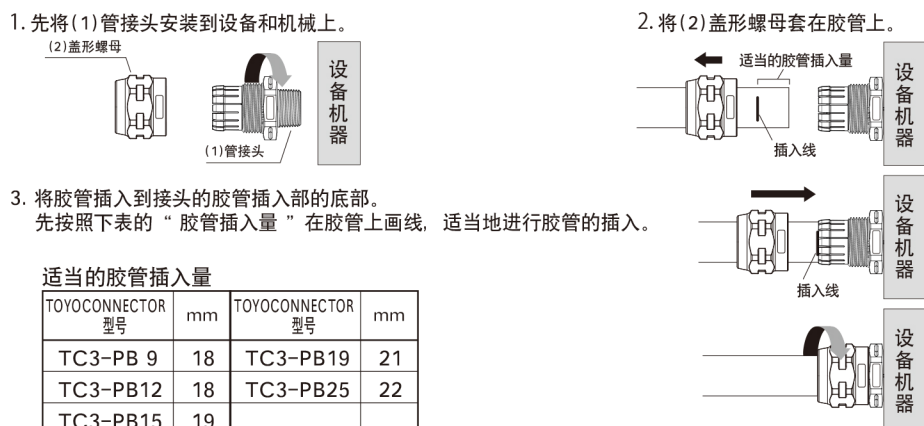 1. 先将(1)管接头安装到设备和机械上。
(2)盖形螺母
(1)管接头
设备机器
2. 将(2)盖形螺母套在胶管上。
适当的胶管插入量
插入线
设备机器
插入线
设备机器
设备机器
3. 将胶管插入到接头的胶管插入部的底部。
先按照下表的“ 胶管插入量 ”在胶管上画线, 适当地进行胶管的插入。
适当的胶管插入量
TOYOCONNECTOR 型号 mm TOYOCONNECTOR 型号 mm
TC3-PB 9 18 TC3-PB19 21
TC3-PB12 18 TC3-PB25 22
TC3-PB15 19